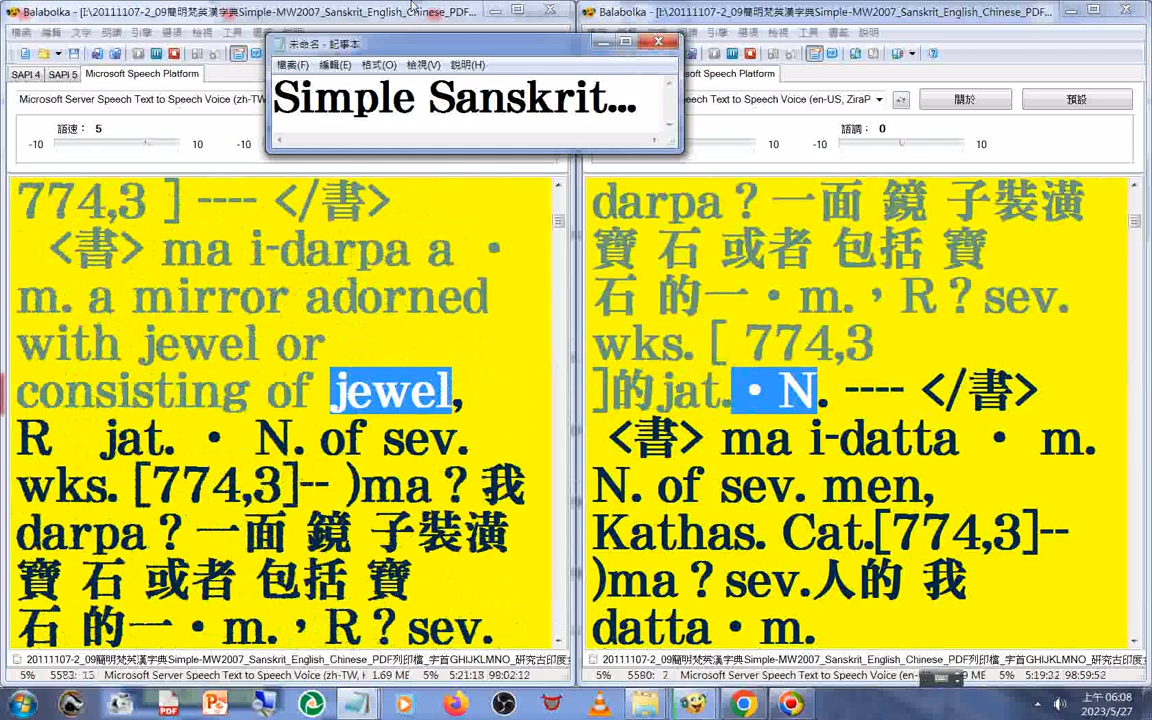 Balabolka - [I:\20111107-2_09簡明梵英漢字典Simple-MW2007_Sanskrit_English_Chinese_PDF...
SAPI 4 SAPI 5 Microsoft Speech Platform
Microsoft Server Speech Text to Speech Voice (zh-TW,
語速： 5
-10 10 -10
774,3 ] ---- </書>
<書> ma i-darpa a ・
m. a mirror adorned
with jewel or
consisting of jewel,
R jat. ・ N. of sev.
wks. [774,3]-- )ma？我
darpa？一面 鏡 子裝潢
寶 石 或者 包括 寶
石 的一・m.，R？sev.
20111107-2_09簡明梵英漢字典Simple-MW2007_Sanskrit_English_Chinese_PDF列印檔_字首GHIJKLMNO_研究古印度
5% Microsoft Server Speech Text to Speech Voice (zh-TW, 1.69 MB 5% 5:21:13 98:02:12
未命名 - 記事本
檔案(F) 編輯(E) 格式(O) 檢視(V) 說明(H)
Simple Sanskrit...
Balabolka - [I:\20111107-2_09簡明梵英漢字典Simple-MW2007_Sanskrit_English_Chinese_PDF...
Speech Platform
eech Text to Speech Voice (en-US, ZiraP
關於 預設
語調： 0
10 -10 10
darpa？一面 鏡 子裝潢
寶 石 或者 包括 寶
石 的一・m.，R？sev.
wks. [ 774,3
]的jat.・N. ---- </書>
<書> ma i-datta ・ m.
N. of sev. men,
Kathas. Cat.[774,3]--
)ma？sev.人的 我
datta・m.
20111107-2_09簡明梵英漢字典Simple-MW2007_Sanskrit_English_Chinese_PDF列印檔_字首GHIJKLMNO_研究古印度
5% Microsoft Server Speech Text to Speech Voice 5% 5:19:32 98:59:52
上午 06:08
2023/5/27